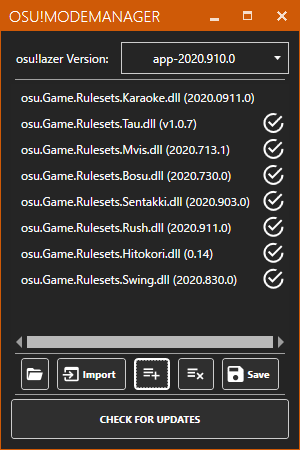 OSU!MODEMANAGER
osu!lazer Version: app-2020.910.0
osu.Game.Rulesets.Karaoke.dll (2020.0911.0)
osu.Game.Rulesets.Tau.dll (v1.0.7)
osu.Game.Rulesets.Mvis.dll (2020.713.1)
osu.Game.Rulesets.Bosu.dll (2020.730.0)
osu.Game.Rulesets.Sentakki.dll (2020.903.0)
osu.Game.Rulesets.Rush.dll (2020.911.0)
osu.Game.Rulesets.Hitokori.dll (0.14)
osu.Game.Rulesets.Swing.dll (2020.830.0)
Import Save
CHECK FOR UPDATES